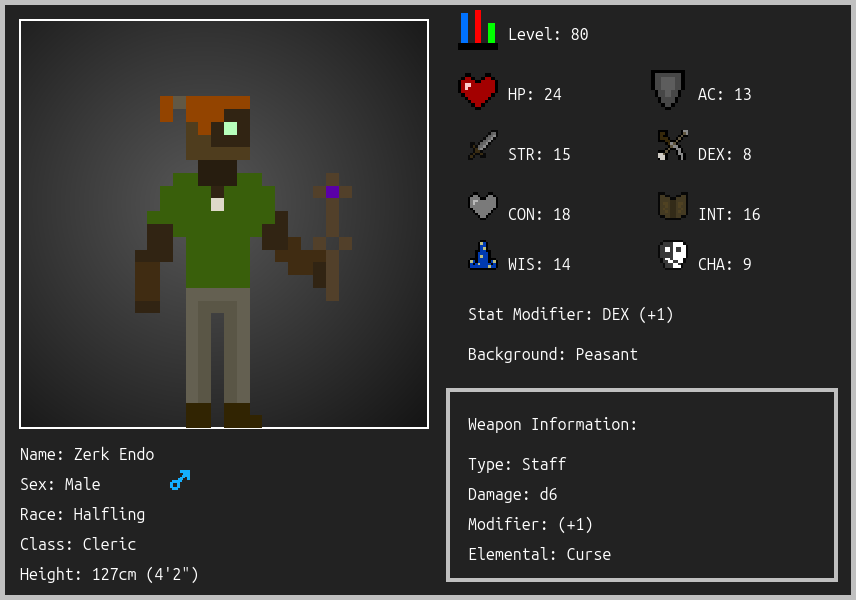 Level: 80
HP: 24
AC: 13
STR: 15
DEX: 8
CON: 18
INT: 16
WIS: 14
CHA: 9
Stat Modifier: DEX (+1)
Background: Peasant
Weapon Information:
Type: Staff
Damage: d6
Modifier: (+1)
Elemental: Curse
Name: Zerk Endo
Sex: Male
Race: Halfling
Class: Cleric
Height: 127cm (4'2")